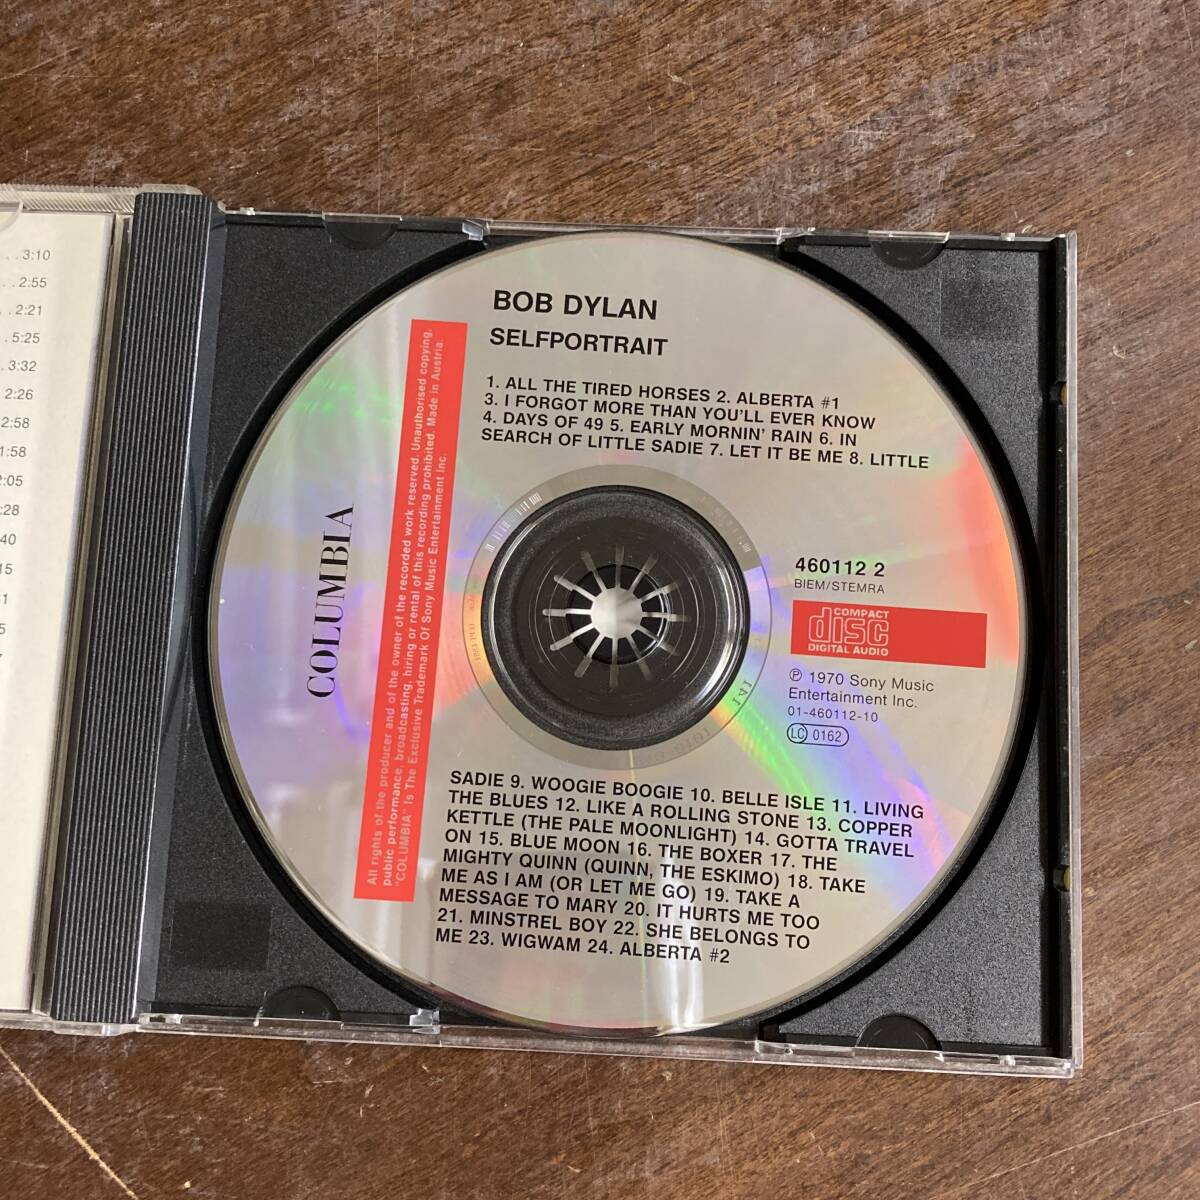 . . 3:10
. . 2:55
. . 2:21
. 5:25
. 3:32
. 2:26
2:58
1:58
2:05
:28
40
15
BOB DYLAN
SELFPORTRAIT
1. ALL THE TIRED HORSES 2. ALBERTA #1
3. I FORGOT MORE THAN YOU'LL EVER KNOW
4. DAYS OF 49 5. EARLY MORNIN' RAIN 6. IN
SEARCH OF LITTLE SADIE 7. LET IT BE ME 8. LITTLE
All rights of the producer and of the owner of the recorded work reserved. Unauthorised copying,
public performance, broadcasting, hiring or rental of this recording prohibited. Made in Austria.
"COLUMBIA" Is The Exclusive Trademark Of Sony Music Entertainment Inc.
COLUMBIA
460112 2
BIEM/STEMRA
COMPACT
disc
DIGITAL AUDIO
℗ 1970 Sony Music
Entertainment Inc.
01-460112-10
LC 0162
SADIE 9. WOOGIE BOOGIE 10. BELLE ISLE 11. LIVING
THE BLUES 12. LIKE A ROLLING STONE 13. COPPER
KETTLE (THE PALE MOONLIGHT) 14. GOTTA TRAVEL
ON 15. BLUE MOON 16. THE BOXER 17. THE
MIGHTY QUINN (QUINN, THE ESKIMO) 18. TAKE
ME AS I AM (OR LET ME GO) 19. TAKE A
MESSAGE TO MARY 20. IT HURTS ME TOO
21. MINSTREL BOY 22. SHE BELONGS TO
ME 23. WIGWAM 24. ALBERTA #2